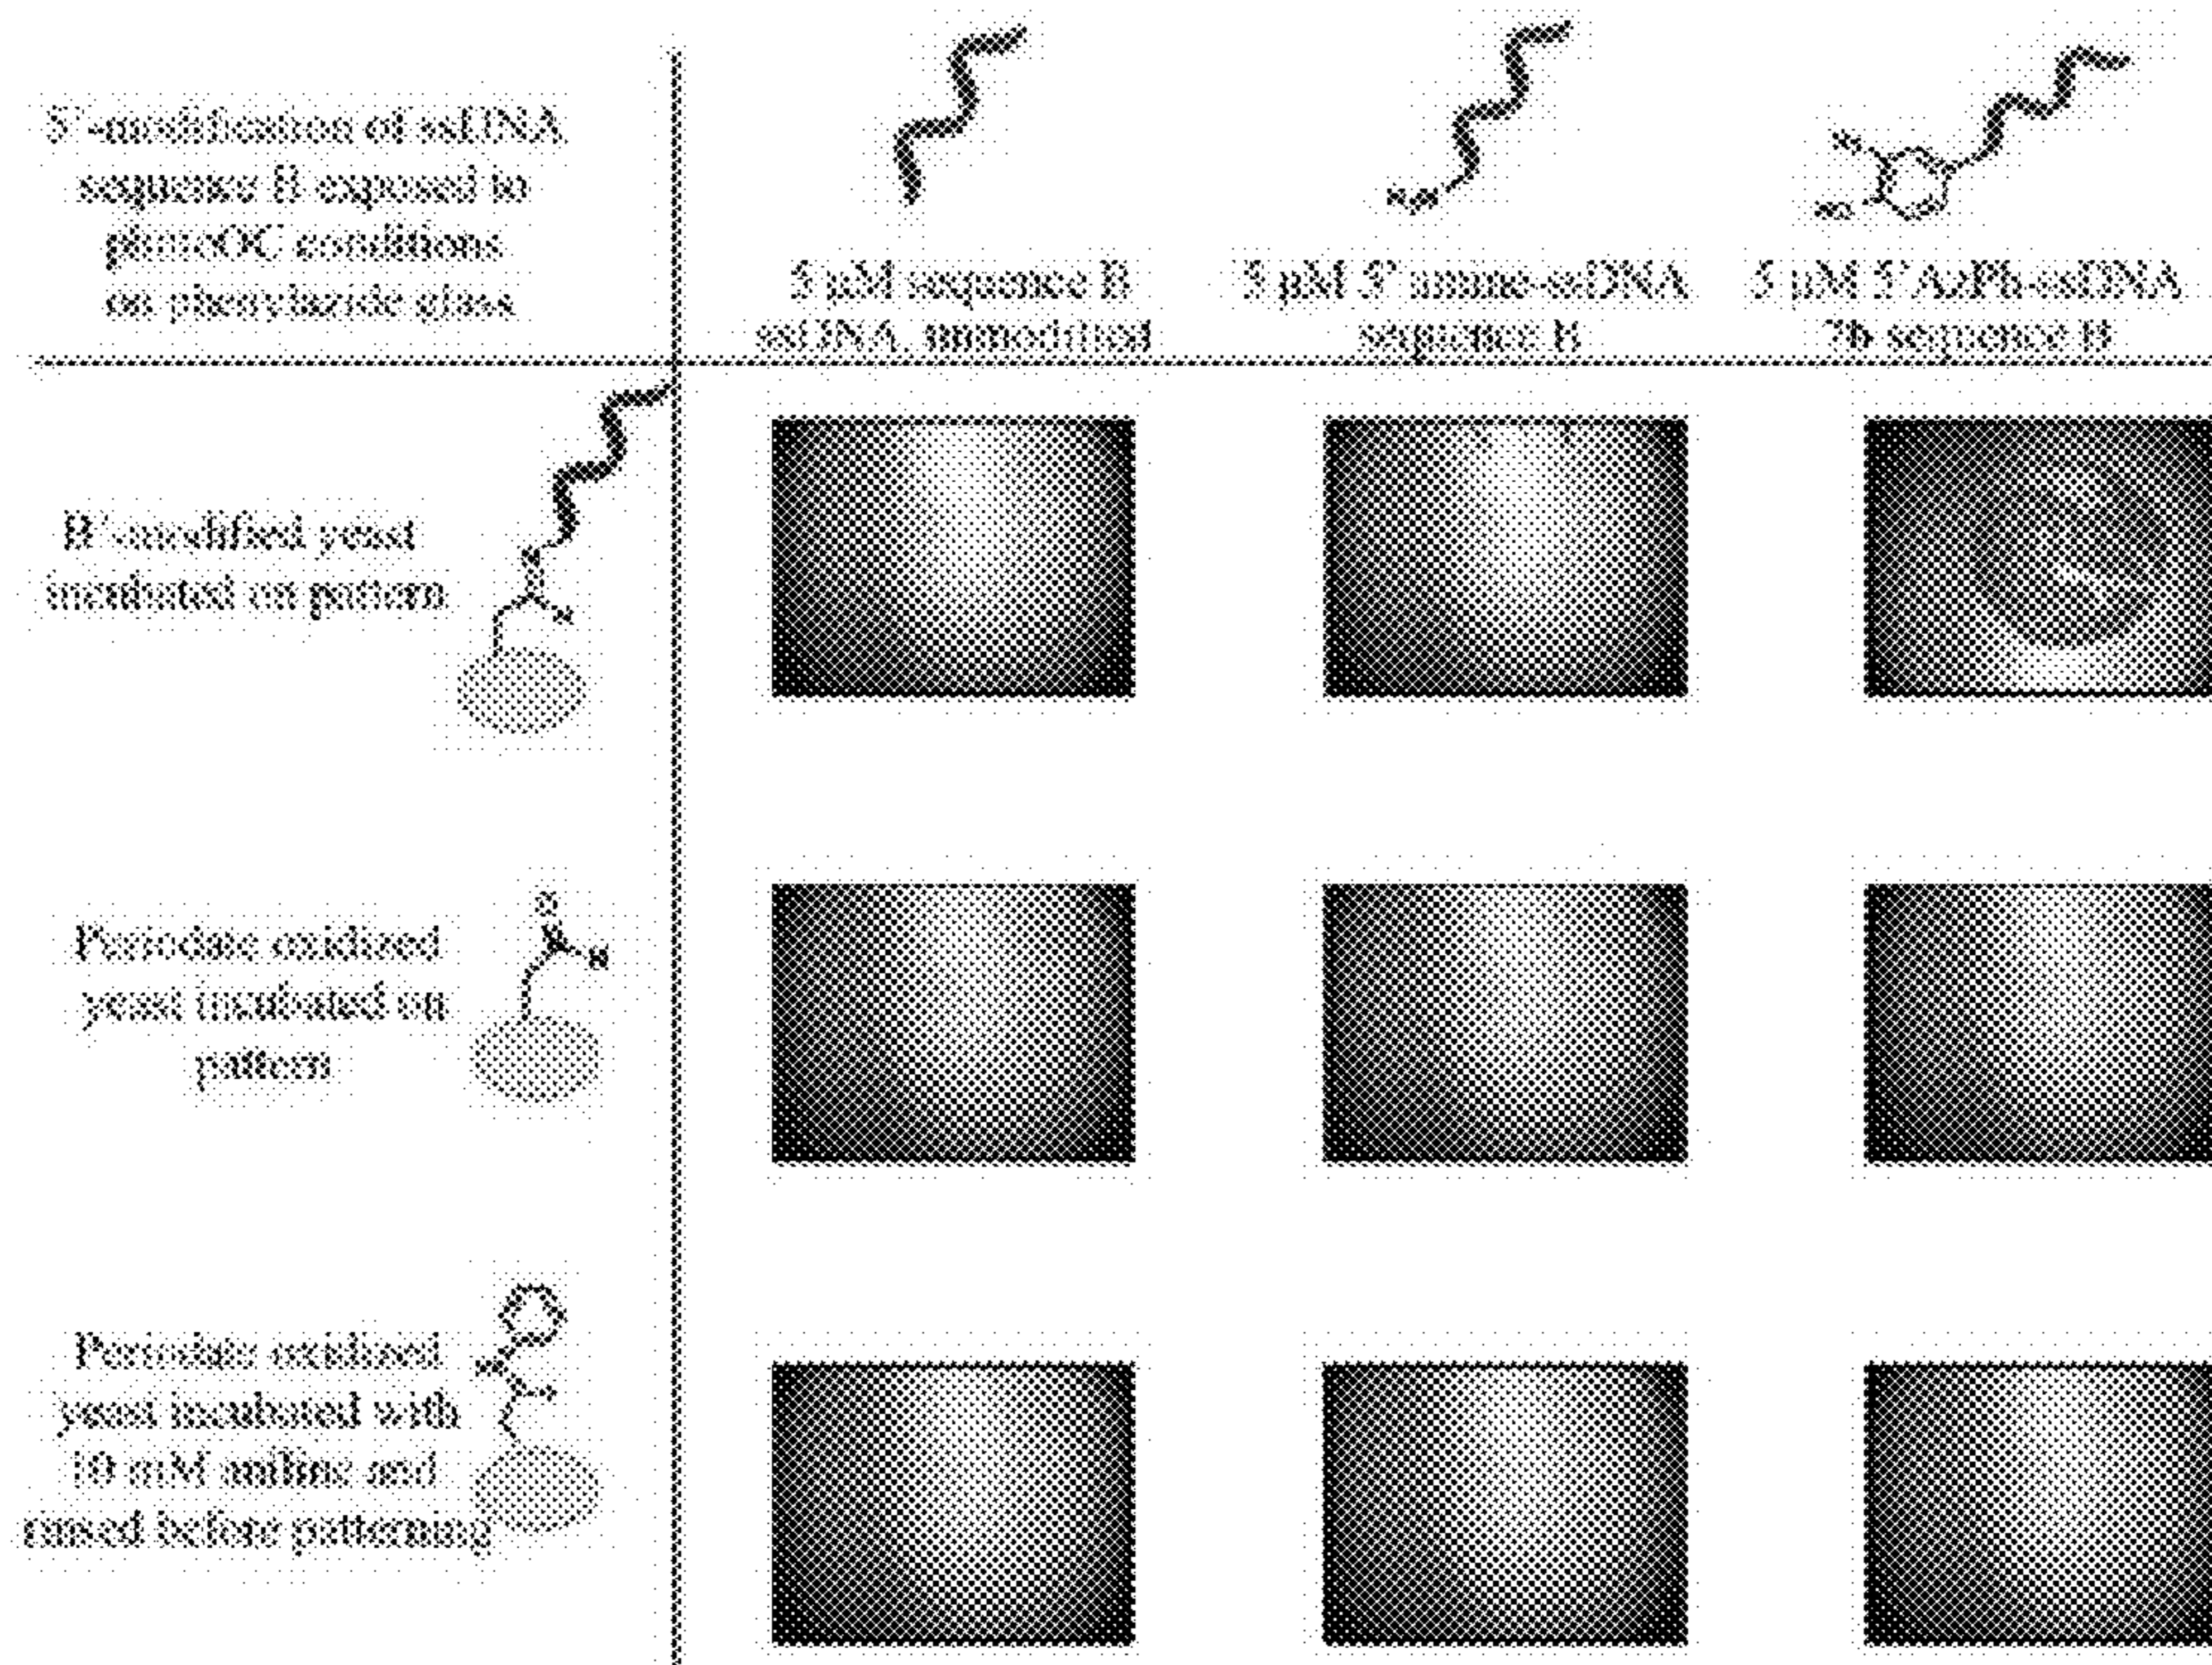 5'-modification of ssDNA
sequence B exposed to
photoOC conditions
on phenylazide glass
5 µM sequence B
ssDNA, unmodified
5 µM 5' amine-ssDNA
sequence B
5 µM 5'AzPh-ssDNA
7b sequence B
B'-modified yeast
incubated on pattern
Periodate oxidized
yeast incubated on
pattern
Periodate oxidized
yeast incubated with
10 mM aniline and
rinsed before patterning